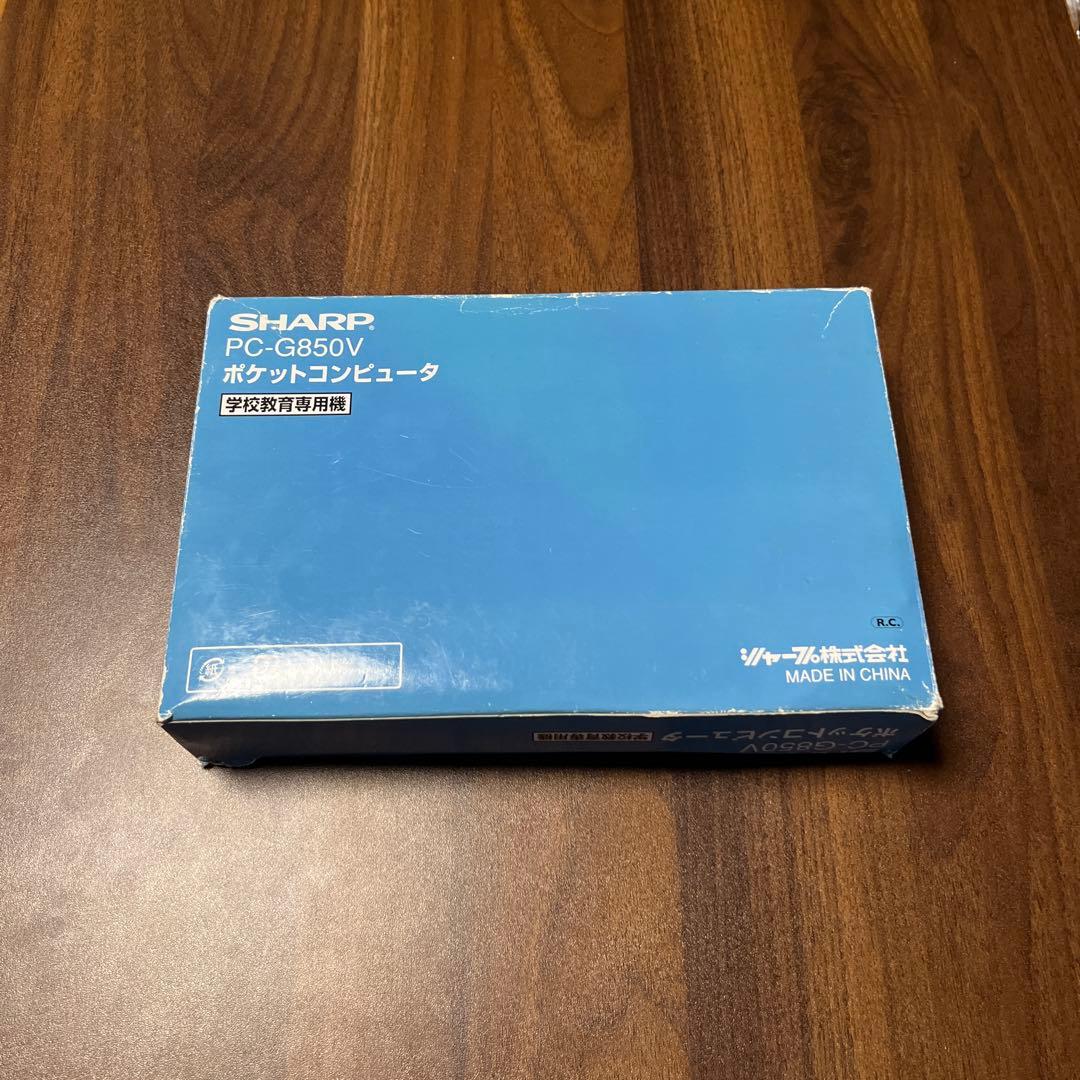 SHARP®
PC-G850V
ポケットコンピュータ
学校教育専用機
R.C.
シャープ株式会社
MADE IN CHINA
紙
PC-G850V
ポケットコンピュータ
学校教育専用機